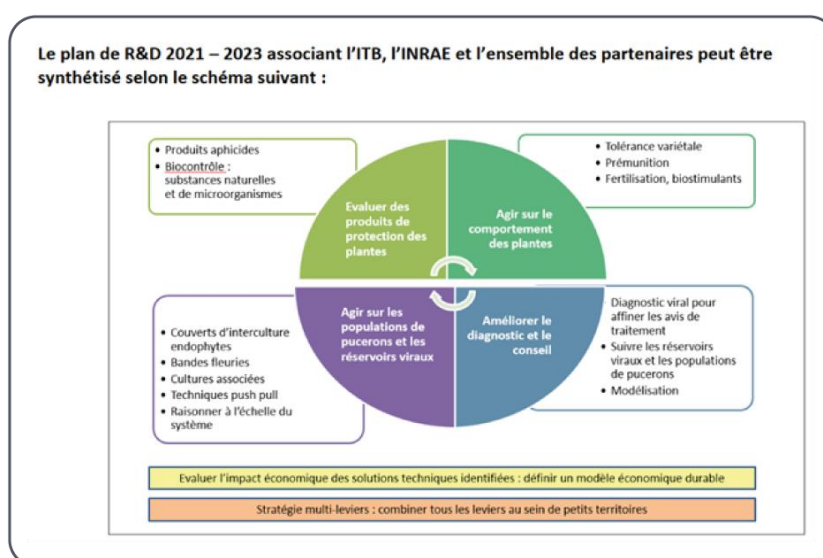 Le plan de R&D 2021 – 2023 associant l'ITB, l'INRAE et l'ensemble des partenaires peut être
synthétisé selon le schéma suivant :
• Produits aphicides
• Biocontrôle :
substances naturelles
et de microorganismes
Evaluer des
produits de
protection des
plantes
Agir sur le
comportement
des plantes
• Tolérance variétale
• Prémunition
• Fertilisation, biostimulants
• Couverts d'interculture
endophytes
• Bandes fleuries
• Cultures associées
• Techniques push pull
• Raisonner à l'échelle du
système
Agir sur les
populations de
pucerons et les
réservoirs viraux
Améliorer le
diagnostic et le
conseil
Diagnostic viral pour
affiner les avis de
traitement
• Suivre les réservoirs
viraux et les populations
de pucerons
• Modélisation
Evaluer l'impact économique des solutions techniques identifiées : définir un modèle économique durable
Stratégie multi-leviers : combiner tous les leviers au sein de petits territoires